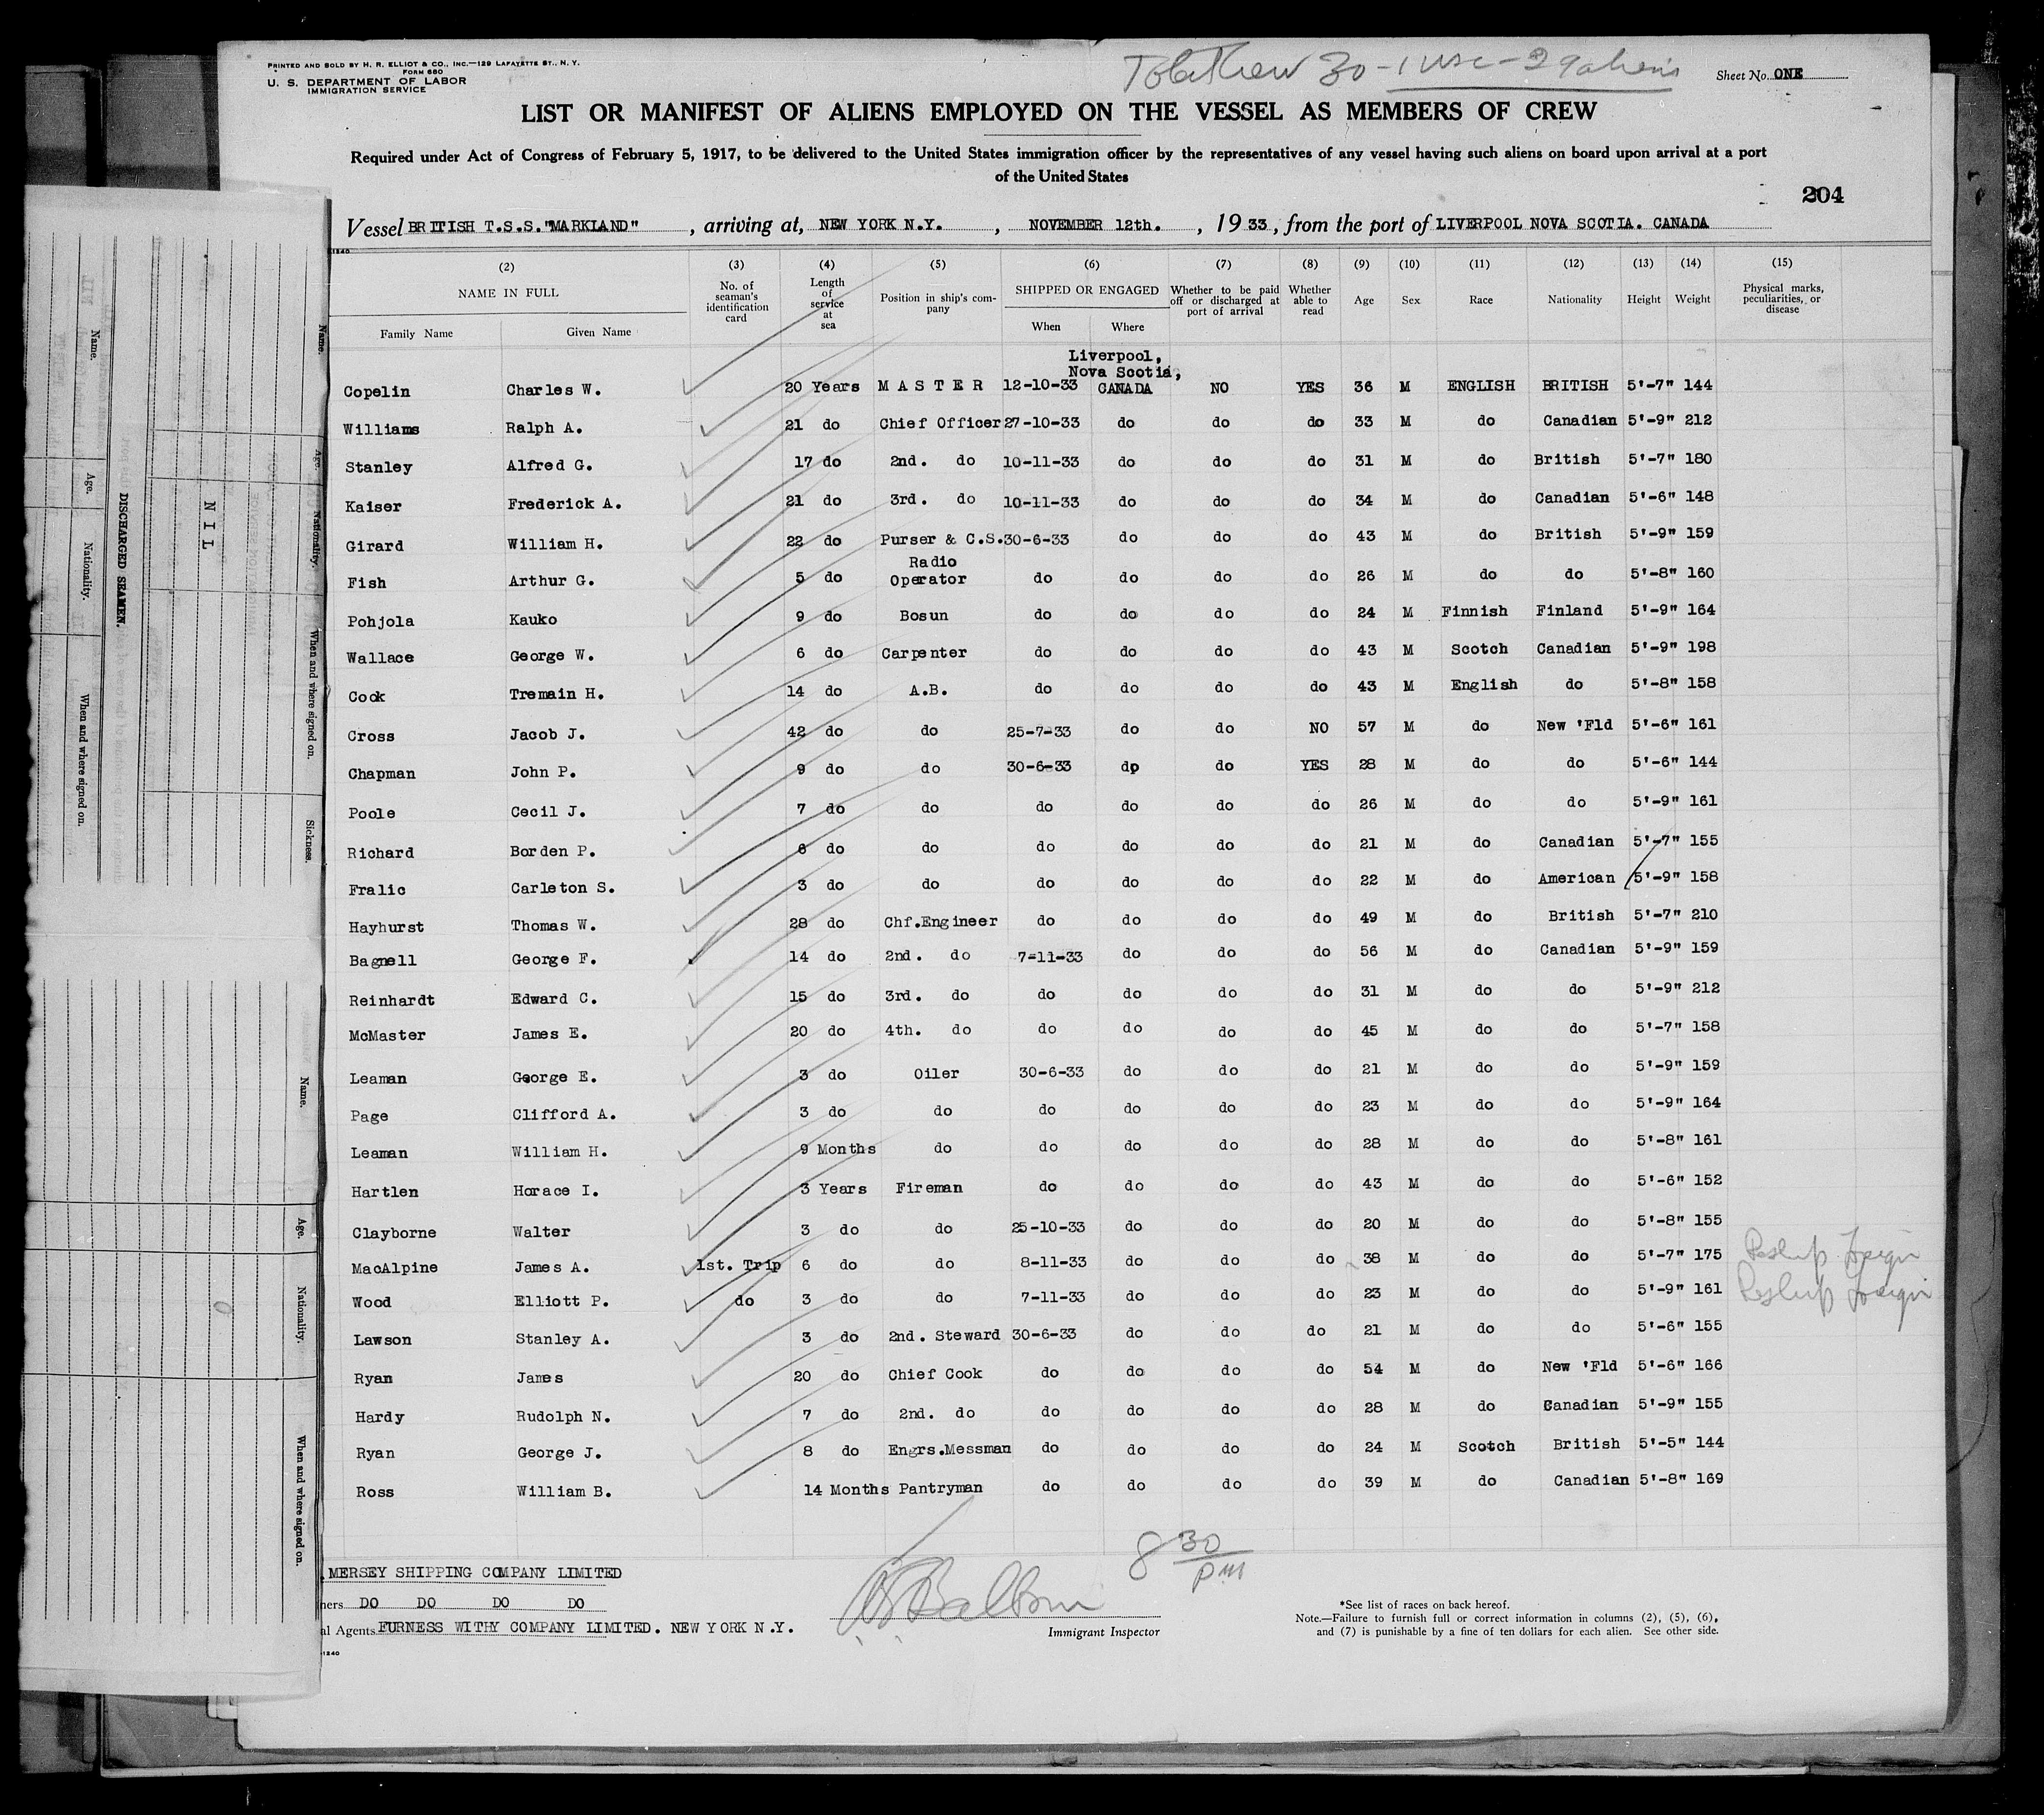 PRINTED AND SOLD BY H. R. ELLIOT & CO., INC.—129 LAFAYETTE ST., N. Y.
FORM 680
U. S. DEPARTMENT OF LABOR
IMMIGRATION SERVICE
Total Crew 30 - 1 USC - 29 aliens
Sheet No. ONE
LIST OR MANIFEST OF ALIENS EMPLOYED ON THE VESSEL AS MEMBERS OF CREW
Required under Act of Congress of February 5, 1917, to be delivered to the United States immigration officer by the representatives of any vessel having such aliens on board upon arrival at a port
of the United States
204
Vessel BRITISH T.S.S."MARKLAND", arriving at, NEW YORK N.Y., NOVEMBER 12th., 1933, from the port of LIVERPOOL NOVA SCOTIA. CANADA
1240
(2) (3) (4) (5) (6) (7) (8) (9) (10) (11) (12) (13) (14) (15)
NAME IN FULL No. of seaman's identification card Length of service at sea Position in ship's company SHIPPED OR ENGAGED Whether to be paid off or discharged at port of arrival Whether able to read Age Sex Race Nationality Height Weight Physical marks, peculiarities, or disease
Family Name Given Name When Where
Liverpool,
Nova Scotia,
Copelin Charles W. 20 Years MASTER 12-10-33 CANADA NO YES 36 M ENGLISH BRITISH 5'-7" 144
Williams Ralph A. 21 do Chief Officer 27-10-33 do do do 33 M do Canadian 5'-9" 212
Stanley Alfred G. 17 do 2nd. do 10-11-33 do do do 31 M do British 5'-7" 180
Kaiser Frederick A. 21 do 3rd. do 10-11-33 do do do 34 M do Canadian 5'-6" 148
Girard William H. 22 do Purser & C.S. 30-6-33 do do do 43 M do British 5'-9" 159
Fish Arthur G. 5 do Radio Operator do do do do 26 M do do 5'-8" 160
Pohjola Kauko 9 do Bosun do do do do 24 M Finnish Finland 5'-9" 164
Wallace George W. 6 do Carpenter do do do do 43 M Scotch Canadian 5'-9" 198
Cook Tremain H. 14 do A.B. do do do do 43 M English do 5'-8" 158
Cross Jacob J. 42 do do 25-7-33 do do NO 57 M do New 'Fld 5'-6" 161
Chapman John P. 9 do do 30-6-33 do do YES 28 M do do 5'-6" 144
Poole Cecil J. 7 do do do do do do 26 M do do 5'-9" 161
Richard Borden P. 6 do do do do do do 21 M do Canadian 5'-7" 155
Fralic Carleton S. 3 do do do do do do 22 M do American 5'-9" 158
Hayhurst Thomas W. 28 do Chf.Engineer do do do do 49 M do British 5'-7" 210
Bagnell George F. 14 do 2nd. do 7-11-33 do do do 56 M do Canadian 5'-9" 159
Reinhardt Edward C. 15 do 3rd. do do do do do 31 M do do 5'-9" 212
McMaster James E. 20 do 4th. do do do do do 45 M do do 5'-7" 158
Leaman George E. 3 do Oiler 30-6-33 do do do 21 M do do 5'-9" 159
Page Clifford A. 3 do do do do do do 23 M do do 5'-9" 164
Leaman William H. 9 Months do do do do do 28 M do do 5'-8" 161
Hartlen Horace I. 3 Years Fireman do do do do 43 M do do 5'-6" 152
Clayborne Walter 3 do do 25-10-33 do do do 20 M do do 5'-8" 155
MacAlpine James A. 1st. Trip 6 do do 8-11-33 do do do 38 M do do 5'-7" 175 Reship foreign
Wood Elliott P. do 3 do do 7-11-33 do do do 23 M do do 5'-9" 161 Reship foreign
Lawson Stanley A. 3 do 2nd. Steward 30-6-33 do do do 21 M do do 5'-6" 155
Ryan James 20 do Chief Cook do do do do 54 M do New 'Fld 5'-6" 166
Hardy Rudolph N. 7 do 2nd. do do do do do 28 M do Canadian 5'-9" 155
Ryan George J. 8 do Engrs.Messman do do do do 24 M Scotch British 5'-5" 144
Ross William B. 14 Months Pantryman do do do do 39 M do Canadian 5'-8" 169
8 30 pm
MERSEY SHIPPING COMPANY LIMITED
ners DO DO DO DO
al Agents FURNESS WITHY COMPANY LIMITED. NEW YORK N.Y.
Immigrant Inspector
*See list of races on back hereof.
Note.—Failure to furnish full or correct information in columns (2), (5), (6),
and (7) is punishable by a fine of ten dollars for each alien. See other side.
1240
Name. Age. Nationality. When and where signed on.
DISCHARGED SEAMEN.
NIL
Name. Age. Nationality. When and where signed on. Sickness.
Name. Age. Nationality. When and where signed on.
0